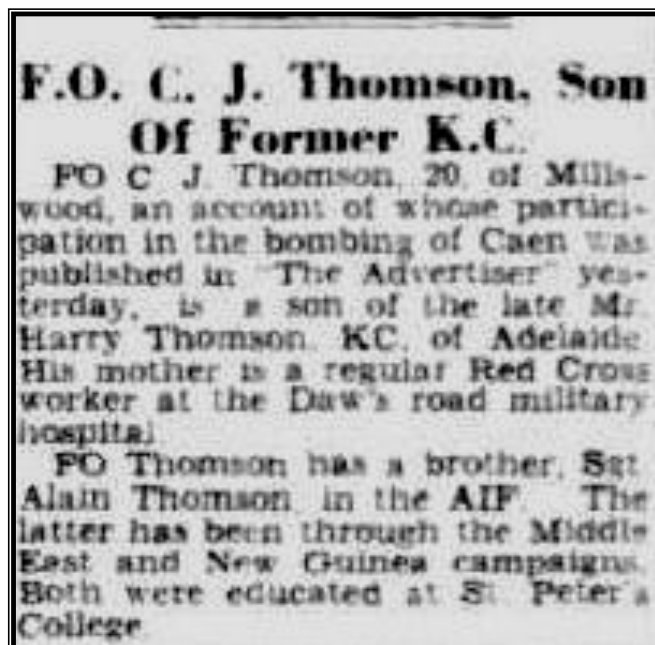 F.O. C. J. Thomson, Son
Of Former K.C.
FO C J. Thomson, 20, of Mills-
wood, an account of whose partici-
pation in the bombing of Caen was
published in "The Advertiser" yes-
terday, is a son of the late Mr.
Harry Thomson, KC, of Adelaide
His mother is a regular Red Cross
worker at the Daw's road military
hospital
FO Thomson has a brother, Sgt
Alain Thomson, in the AIF. The
latter has been through the Middle
East and New Guinea campaigns.
Both were educated at St. Peter's
College